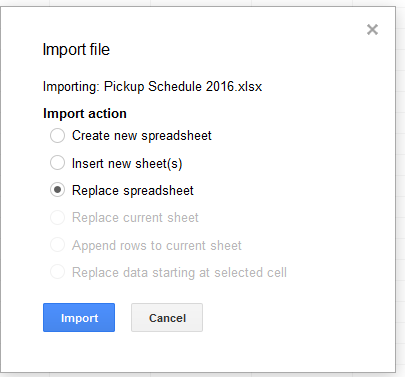 Import file
Importing: Pickup Schedule 2016.xlsx
Import action
Create new spreadsheet
Insert new sheet(s)
Replace spreadsheet
Replace current sheet
Append rows to current sheet
Replace data starting at selected cell
Import Cancel